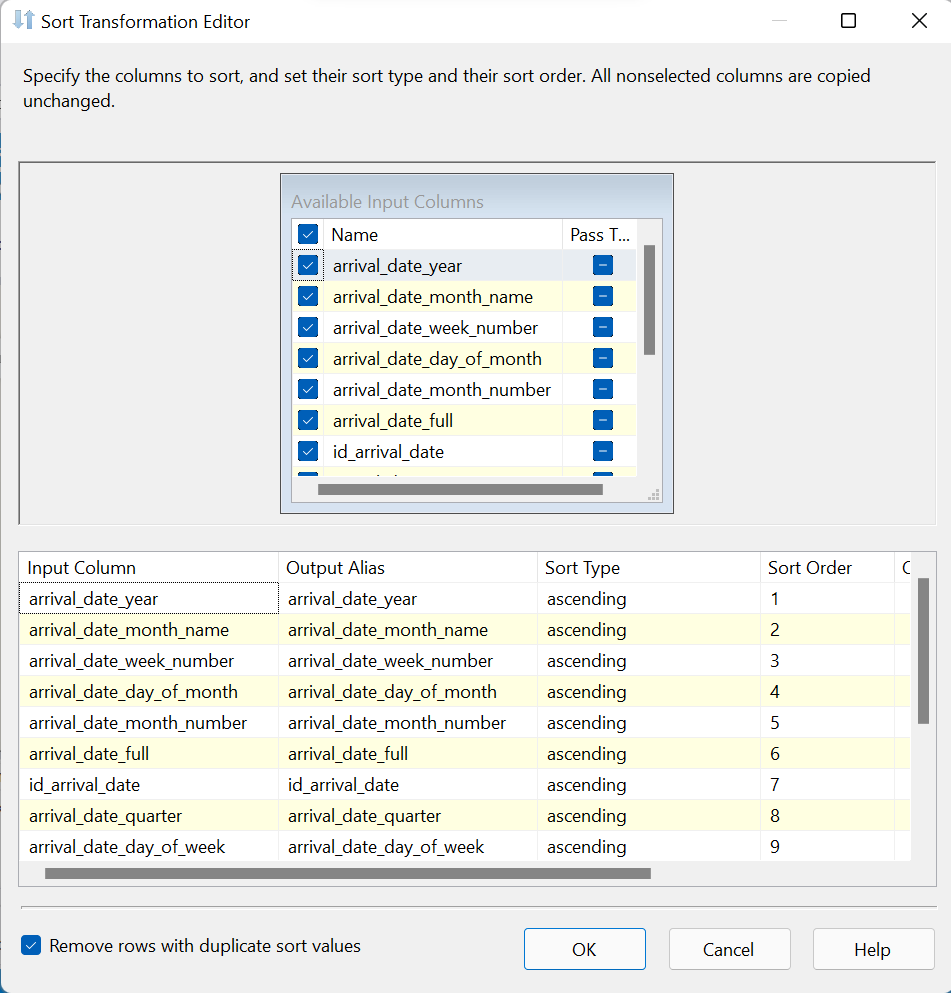 Sort Transformation Editor
Specify the columns to sort, and set their sort type and their sort order. All nonselected columns are copied
unchanged.
Available Input Columns
Name Pass T...
arrival_date_year
arrival_date_month_name
arrival_date_week_number
arrival_date_day_of_month
arrival_date_month_number
arrival_date_full
id_arrival_date
Input Column Output Alias Sort Type Sort Order
arrival_date_year arrival_date_year ascending 1
arrival_date_month_name arrival_date_month_name ascending 2
arrival_date_week_number arrival_date_week_number ascending 3
arrival_date_day_of_month arrival_date_day_of_month ascending 4
arrival_date_month_number arrival_date_month_number ascending 5
arrival_date_full arrival_date_full ascending 6
id_arrival_date id_arrival_date ascending 7
arrival_date_quarter arrival_date_quarter ascending 8
arrival_date_day_of_week arrival_date_day_of_week ascending 9
Remove rows with duplicate sort values
OK Cancel Help